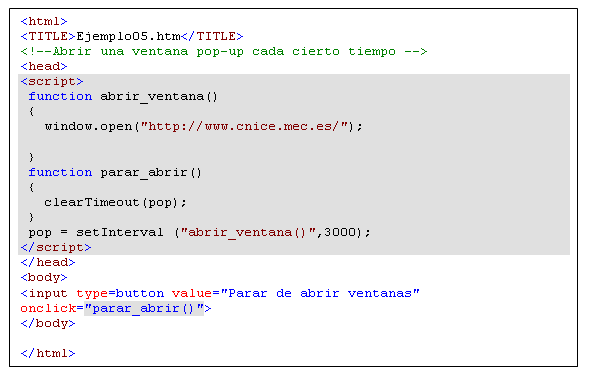 <html>
<TITLE>Ejemplo05.htm</TITLE>
<!--Abrir una ventana pop-up cada cierto tiempo -->
<head>
<script>
function abrir_ventana()
{
window.open("http://www.cnice.mec.es/");
}
function parar_abrir()
{
clearTimeout(pop);
}
pop = setInterval ("abrir_ventana()",3000);
</script>
</head>
<body>
<input type=button value="Parar de abrir ventanas"
onclick="parar_abrir()">
</body>
</html>